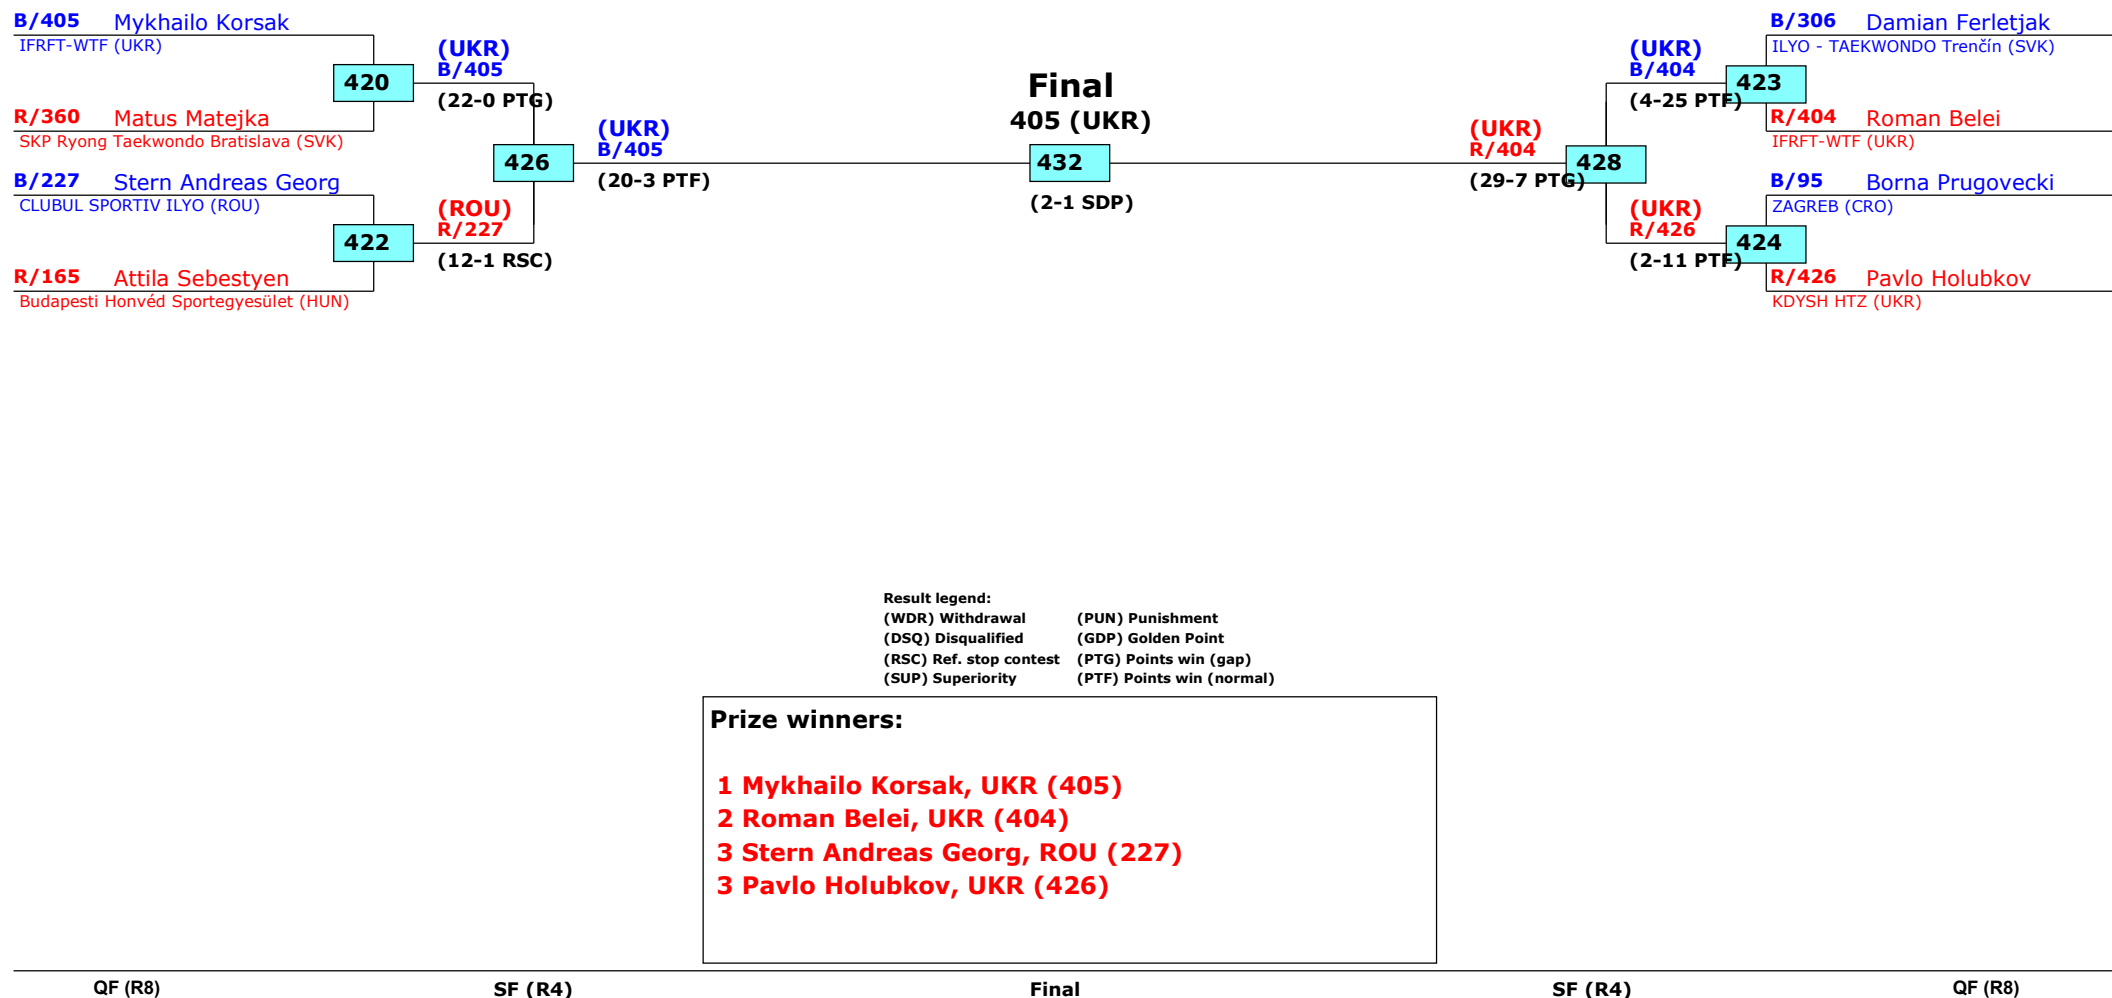 B/405 Mykhailo Korsak
IFRFT-WTF (UKR)
R/360 Matus Matejka
SKP Ryong Taekwondo Bratislava (SVK)
B/227 Stern Andreas Georg
CLUBUL SPORTIV ILYO (ROU)
R/165 Attila Sebestyen
Budapesti Honvéd Sportegyesület (HUN)
420
422
(UKR)
B/405
(22-0 PTG)
(ROU)
R/227
(12-1 RSC)
426
(UKR)
B/405
(20-3 PTF)
Final
405 (UKR)
432
(2-1 SDP)
(UKR)
R/404
(29-7 PTG)
428
(UKR)
B/404
(4-25 PTF)
(UKR)
R/426
(2-11 PTF)
423
424
B/306 Damian Ferletjak
ILYO - TAEKWONDO Trenčín (SVK)
R/404 Roman Belei
IFRFT-WTF (UKR)
B/95 Borna Prugovecki
ZAGREB (CRO)
R/426 Pavlo Holubkov
KDYSH HTZ (UKR)
Result legend:
(WDR) Withdrawal (PUN) Punishment
(DSQ) Disqualified (GDP) Golden Point
(RSC) Ref. stop contest (PTG) Points win (gap)
(SUP) Superiority (PTF) Points win (normal)
Prize winners:
1 Mykhailo Korsak, UKR (405)
2 Roman Belei, UKR (404)
3 Stern Andreas Georg, ROU (227)
3 Pavlo Holubkov, UKR (426)
QF (R8) SF (R4) Final SF (R4) QF (R8)